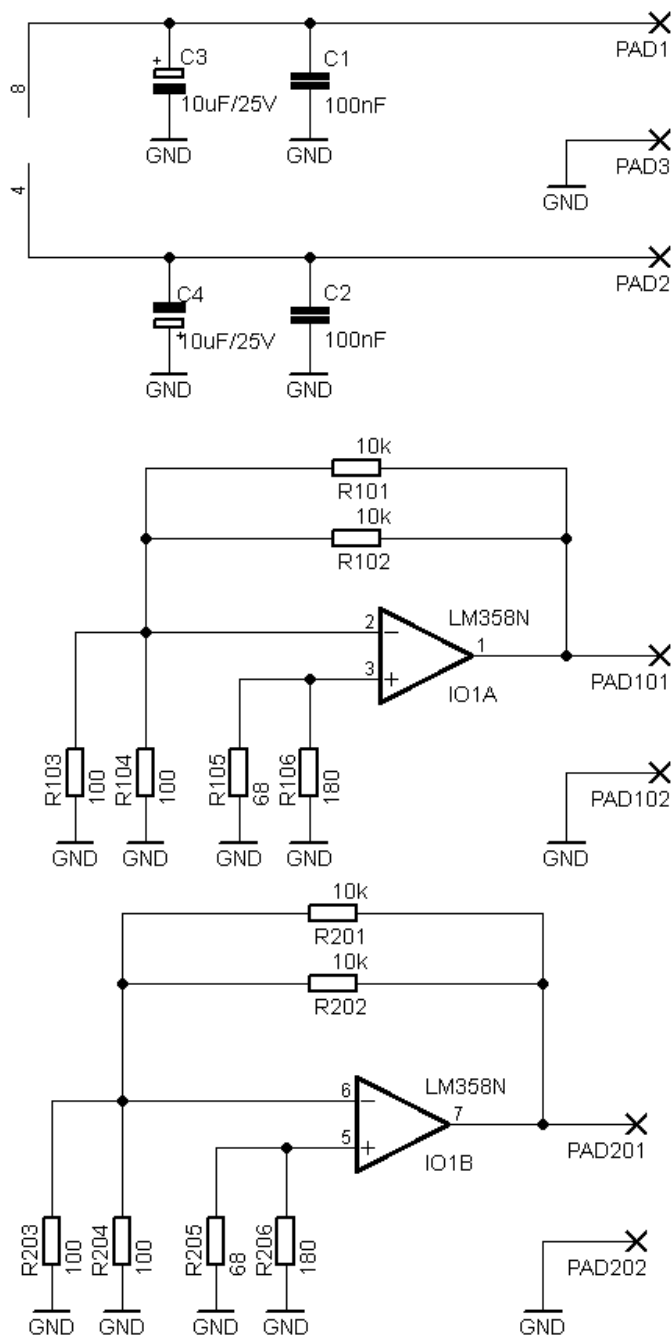 8
+
C3
10uF/25V
GND
C1
100nF
GND
PAD1
GND
PAD3
4
C4
10uF/25V
+
GND
C2
100nF
GND
PAD2
10k
R101
10k
R102
LM358N
2
−
1
3
+
IO1A
PAD101
R103
100
R104
100
R105
68
R106
180
GND
GND
GND
GND
GND
PAD102
10k
R201
10k
R202
LM358N
6
−
7
5
+
IO1B
PAD201
R203
100
R204
100
R205
68
R206
180
GND
GND
GND
GND
GND
PAD202